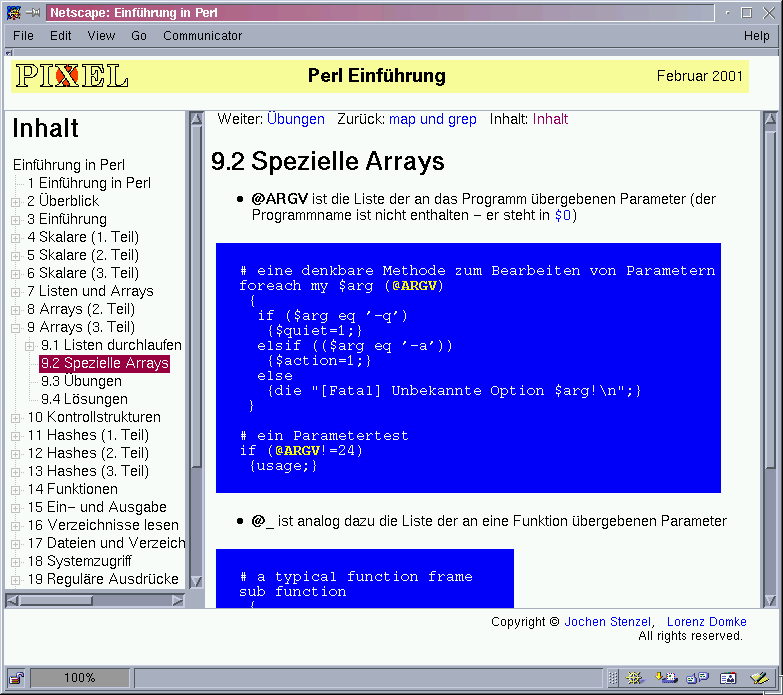 Netscape: Einführung in Perl
File Edit View Go Communicator Help
PIXEL
Perl Einführung
Februar 2001
Inhalt
Einführung in Perl
1 Einführung in Perl
2 Überblick
3 Einführung
4 Skalare (1. Teil)
5 Skalare (2. Teil)
6 Skalare (3. Teil)
7 Listen und Arrays
8 Arrays (2. Teil)
9 Arrays (3. Teil)
9.1 Listen durchlaufen
9.2 Spezielle Arrays
9.3 Übungen
9.4 Lösungen
10 Kontrollstrukturen
11 Hashes (1. Teil)
12 Hashes (2. Teil)
13 Hashes (3. Teil)
14 Funktionen
15 Ein- und Ausgabe
16 Verzeichnisse lesen
17 Dateien und Verzeich
18 Systemzugriff
19 Reguläre Ausdrücke
Weiter: Übungen Zurück: map und grep Inhalt: Inhalt
9.2 Spezielle Arrays
• @ARGV ist die Liste der an das Programm übergebenen Parameter (der
Programmname ist nicht enthalten - er steht in $0)
# eine denkbare Methode zum Bearbeiten von Parametern
foreach my $arg (@ARGV)
{
if ($arg eq '-q')
{$quiet=1;}
elsif (($arg eq '-a'))
{$action=1;}
else
{die "[Fatal] Unbekannte Option $arg!\n";}
}
# ein Parametertest
if (@ARGV!=24)
{usage;}
• @_ ist analog dazu die Liste der an eine Funktion übergebenen Parameter
# a typical function frame
sub function
{
Copyright © Jochen Stenzel, Lorenz Domke
All rights reserved.
100%